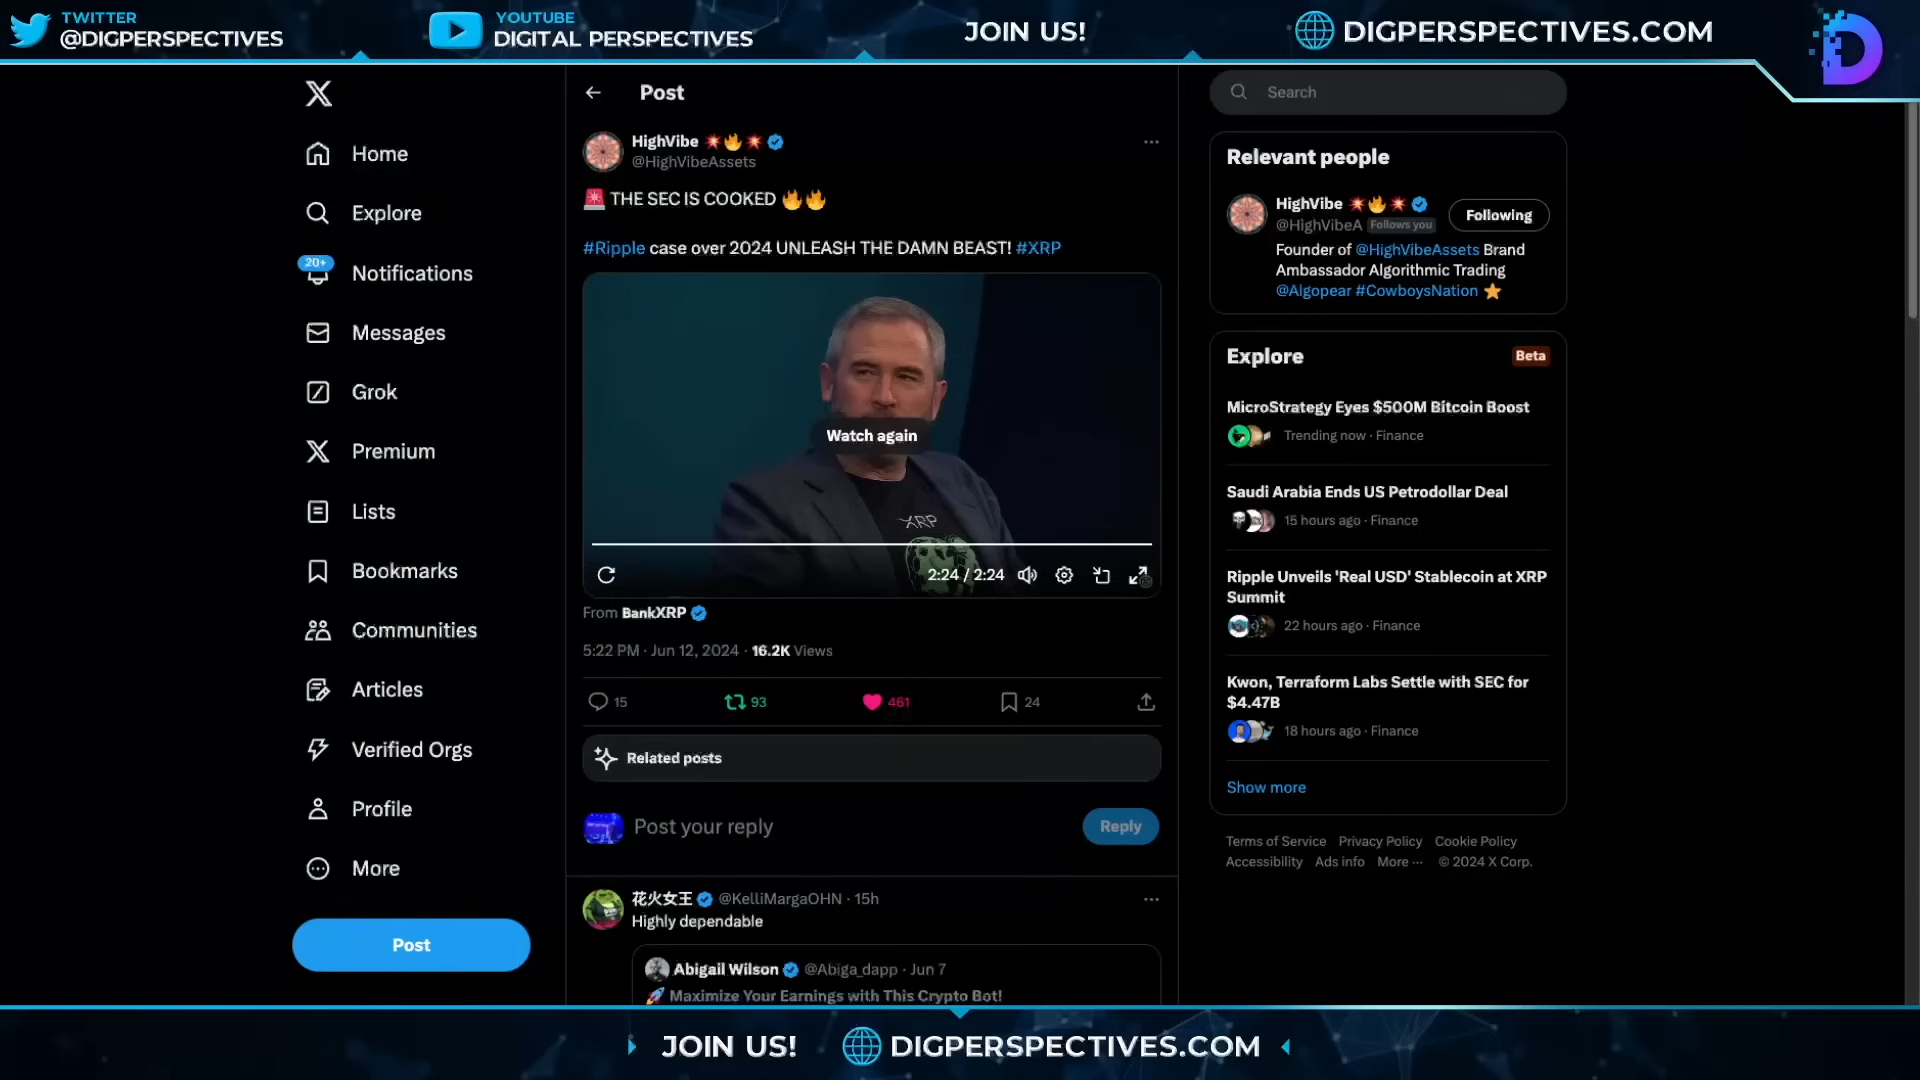 TWITTER
@DIGPERSPECTIVES
YOUTUBE
DIGITAL PERSPECTIVES
JOIN US!
DIGPERSPECTIVES.COM
Home
Explore
20+
Notifications
Messages
Grok
Premium
Lists
Bookmarks
Communities
Articles
Verified Orgs
Profile
More
Post
Post
HighVibe
@HighVibeAssets
THE SEC IS COOKED
#Ripple case over 2024 UNLEASH THE DAMN BEAST! #XRP
Watch again
XRP
2:24 / 2:24
From BankXRP
5:22 PM · Jun 12, 2024 · 16.2K Views
15 93 461 24
Related posts
Post your reply
Reply
花火女王 @KelliMargaOHN · 15h
Highly dependable
Abigail Wilson @Abiga_dapp · Jun 7
Maximize Your Earnings with This Crypto Bot!
Search
Relevant people
HighVibe
@HighVibeA Follows you
Following
Founder of @HighVibeAssets Brand
Ambassador Algorithmic Trading
@Algopear #CowboysNation
Explore
Beta
MicroStrategy Eyes $500M Bitcoin Boost
Trending now · Finance
Saudi Arabia Ends US Petrodollar Deal
15 hours ago · Finance
Ripple Unveils 'Real USD' Stablecoin at XRP
Summit
22 hours ago · Finance
Kwon, Terraform Labs Settle with SEC for
$4.47B
18 hours ago · Finance
Show more
Terms of Service Privacy Policy Cookie Policy
Accessibility Ads info More ··· © 2024 X Corp.
JOIN US! DIGPERSPECTIVES.COM